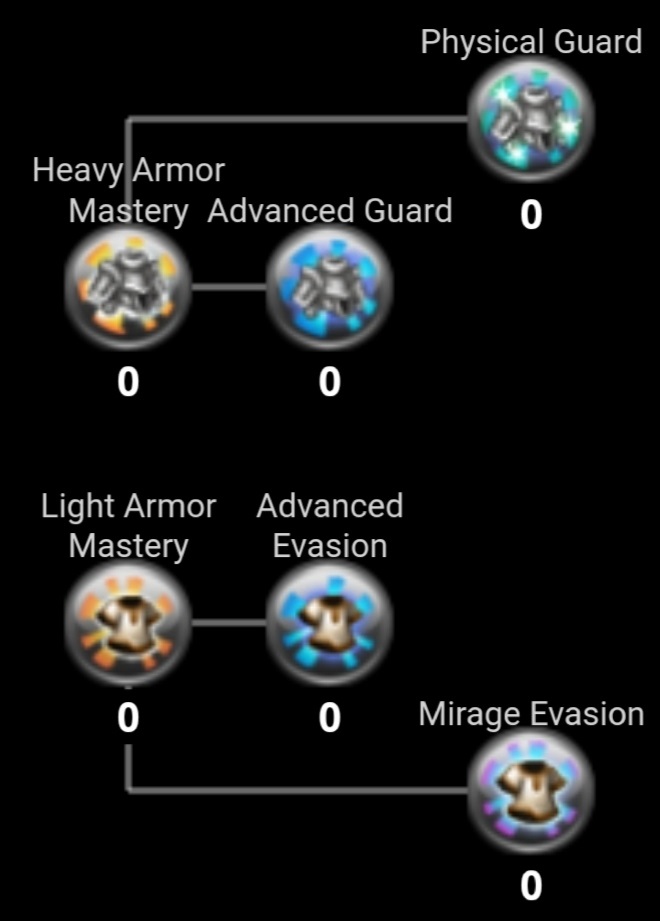 Physical Guard
0
Heavy Armor
Mastery
0
Advanced Guard
0
Light Armor
Mastery
0
Advanced
Evasion
0
Mirage Evasion
0